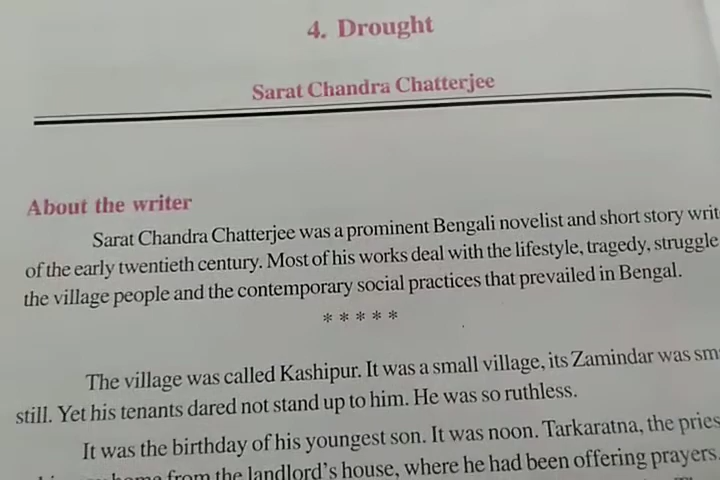 4. Drought
Sarat Chandra Chatterjee
About the writer
Sarat Chandra Chatterjee was a prominent Bengali novelist and short story
of the early twentieth century. Most of his works deal with the lifestyle, tragedy, struggle
the village people and the contemporary social practices that prevailed in Bengal.
*****
The village was called Kashipur. It was a small village, its Zamindar was
still. Yet his tenants dared not stand up to him. He was so ruthless.
It was the birthday of his youngest son. It was noon. Tarkaratna, the
home from the landlord's house, where he had been offering prayers.